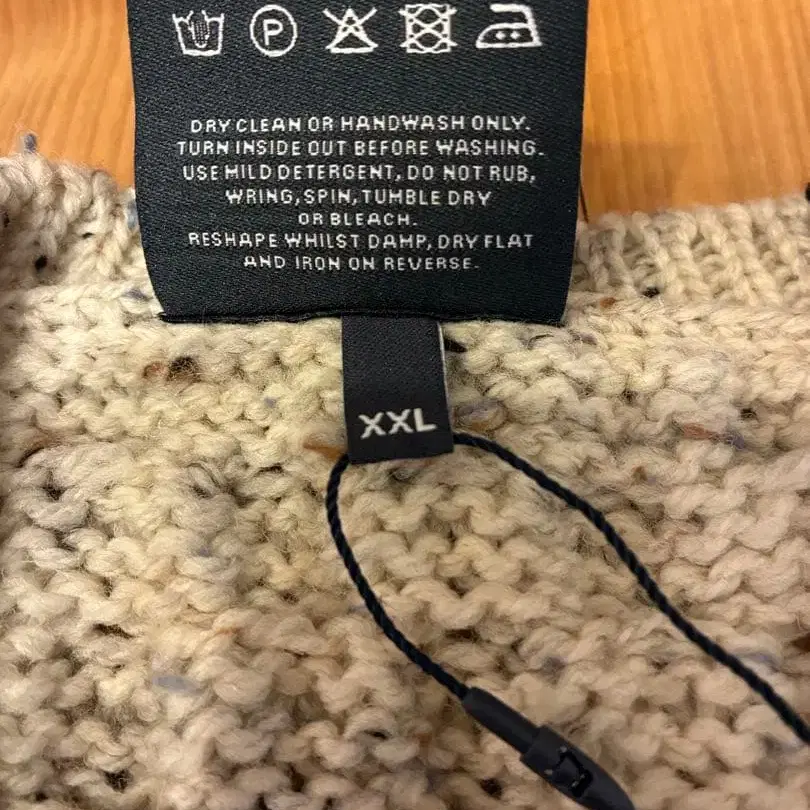 P
DRY CLEAN OR HANDWASH ONLY.
TURN INSIDE OUT BEFORE WASHING.
USE MILD DETERGENT, DO NOT RUB,
WRING, SPIN, TUMBLE DRY
OR BLEACH.
RESHAPE WHILST DAMP, DRY FLAT
AND IRON ON REVERSE.
XXL